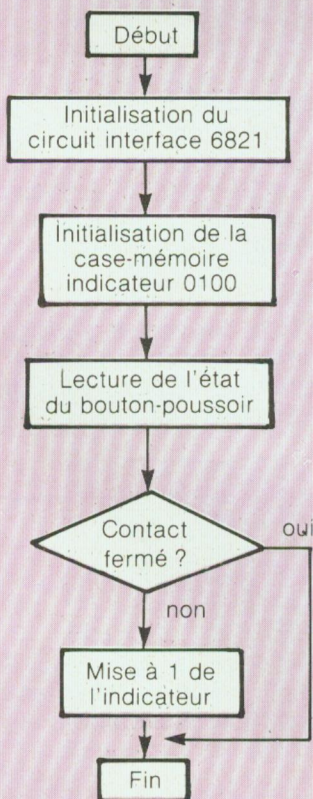 Début
Initialisation du
circuit interface 6821
Initialisation de la
case-mémoire
indicateur 0100
Lecture de l'état
du bouton-poussoir
Contact
fermé ?
oui
non
Mise à 1 de
l'indicateur
Fin